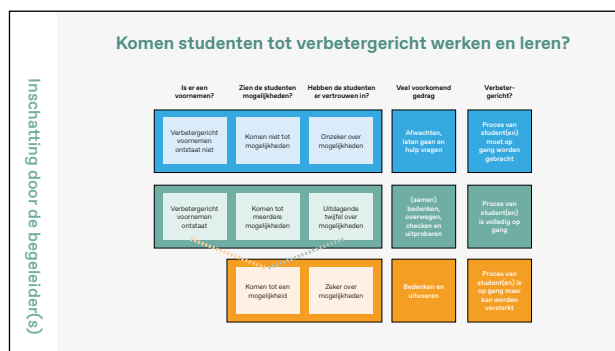 Komen studenten tot verbetergericht werken en leren?
Inschatting door de begeleider(s)
Is er een
voornemen?
Zien de studenten
mogelijkheden?
Hebben de studenten
er vertrouwen in?
Veel voorkomend
gedrag
Verbeter-
gericht?
Verbetergericht
voornemen
ontstaat niet
Komen niet tot
mogelijkheden
Onzeker over
mogelijkheden
Afwachten,
laten gaan en
hulp vragen
Proces van
student(en)
moet op
gang worden
gebracht
Verbetergericht
voornemen
ontstaat
Komen tot
meerdere
mogelijkheden
Uitdagende
twijfel over
mogelijkheden
(samen)
bedenken,
overwegen,
checken en
uitproberen
Proces van
student(en)
is volledig op
gang
Komen tot een
mogelijkheid
Zeker over
mogelijkheden
Bedenken en
uitvoeren
Proces van
student(en) is
op gang maar
kan worden
versterkt